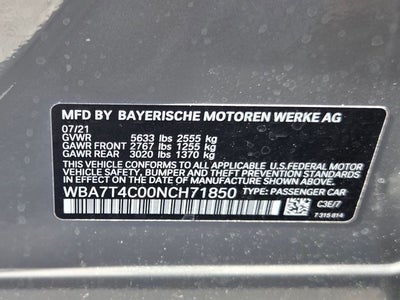 MFD BY BAYERISCHE MOTOREN WERKE AG
07/21
GVWR 5633 lbs 2555 kg
GAWR FRONT 2767 lbs 1255 kg
GAWR REAR 3020 lbs 1370 kg
THIS VEHICLE CONFORMS TO ALL APPLICABLE U.S. FEDERAL MOTOR
VEHICLE SAFETY, BUMPER, AND THEFT PREVENTION STANDARDS IN
EFFECT ON THE DATE OF MANUFACTURE SHOWN ABOVE.
WBA7T4C00NCH71850 TYPE: PASSENGER CAR
C3E/7
7 315 814